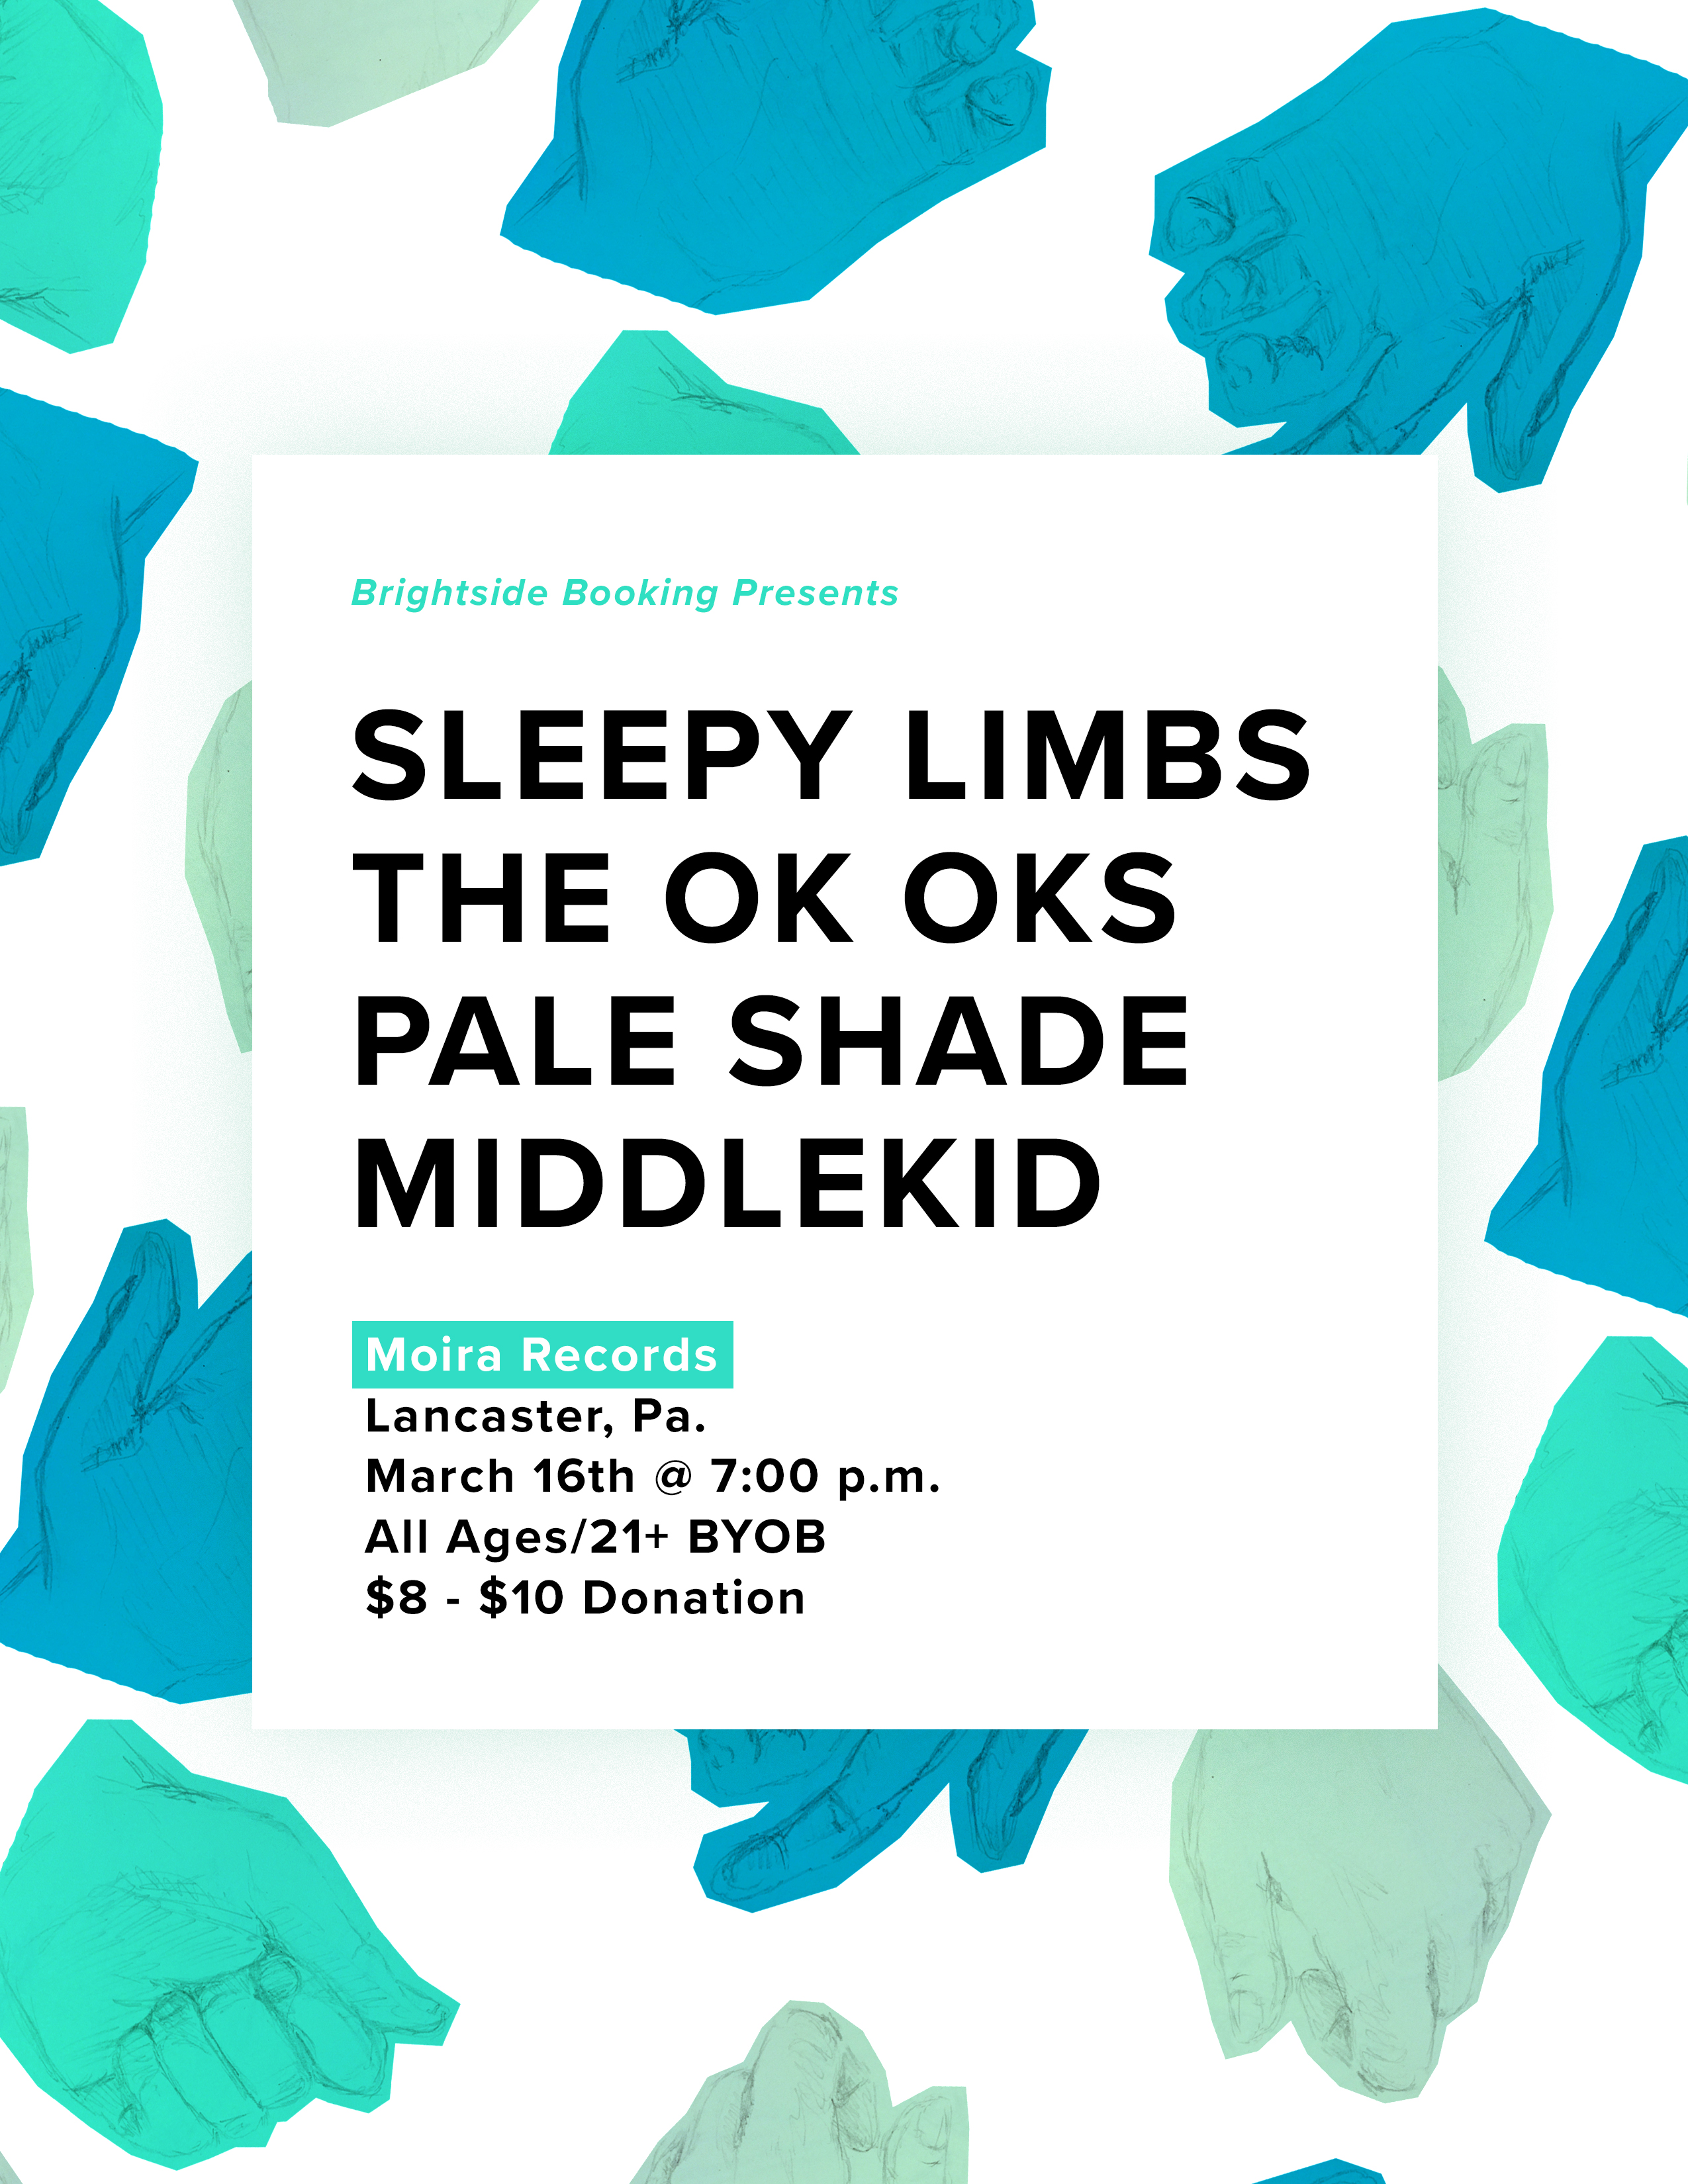 Brightside Booking Presents
SLEEPY LIMBS
THE OK OKS
PALE SHADE
MIDDLEKID
Moira Records
Lancaster, Pa.
March 16th @ 7:00 p.m.
All Ages/21+ BYOB
$8 - $10 Donation